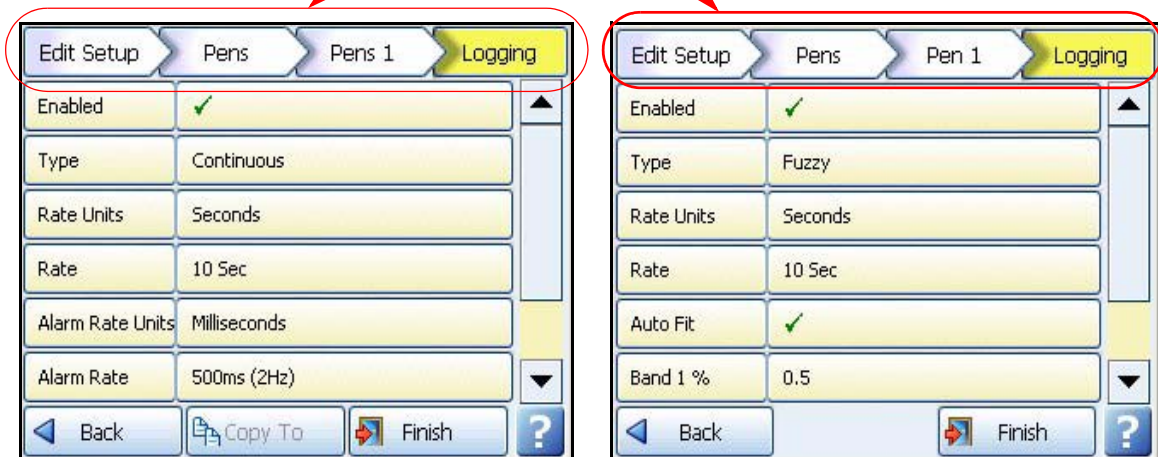 Edit Setup Pens Pens 1 Logging
Enabled ✓
Type Continuous
Rate Units Seconds
Rate 10 Sec
Alarm Rate Units Milliseconds
Alarm Rate 500ms (2Hz)
Back Copy To Finish ?
Edit Setup Pens Pen 1 Logging
Enabled ✓
Type Fuzzy
Rate Units Seconds
Rate 10 Sec
Auto Fit ✓
Band 1 % 0.5
Back Finish ?